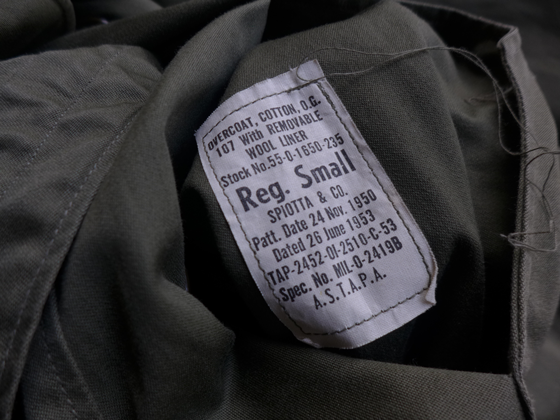 OVERCOAT, COTTON, O.G.
107 With REMOVABLE
WOOL LINER
Stock No.55-0-1650-235
Reg. Small
SPIOTTA & CO.
Patt. Date 24 Nov. 1950
Dated 26 June 1953
TAP-2452-OI-2510-C-53
Spec. No. MIL-O-2419B
A.S.T.A.P.A.